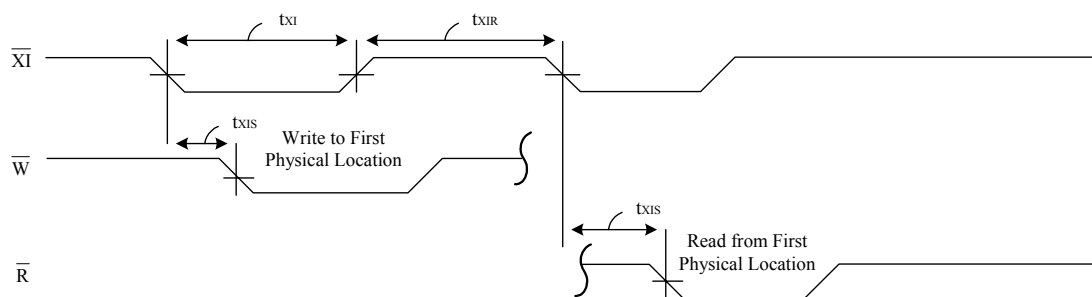 tXI
tXIR
XI
tXIS
Write to First
Physical Location
W
tXIS
Read from First
Physical Location
R